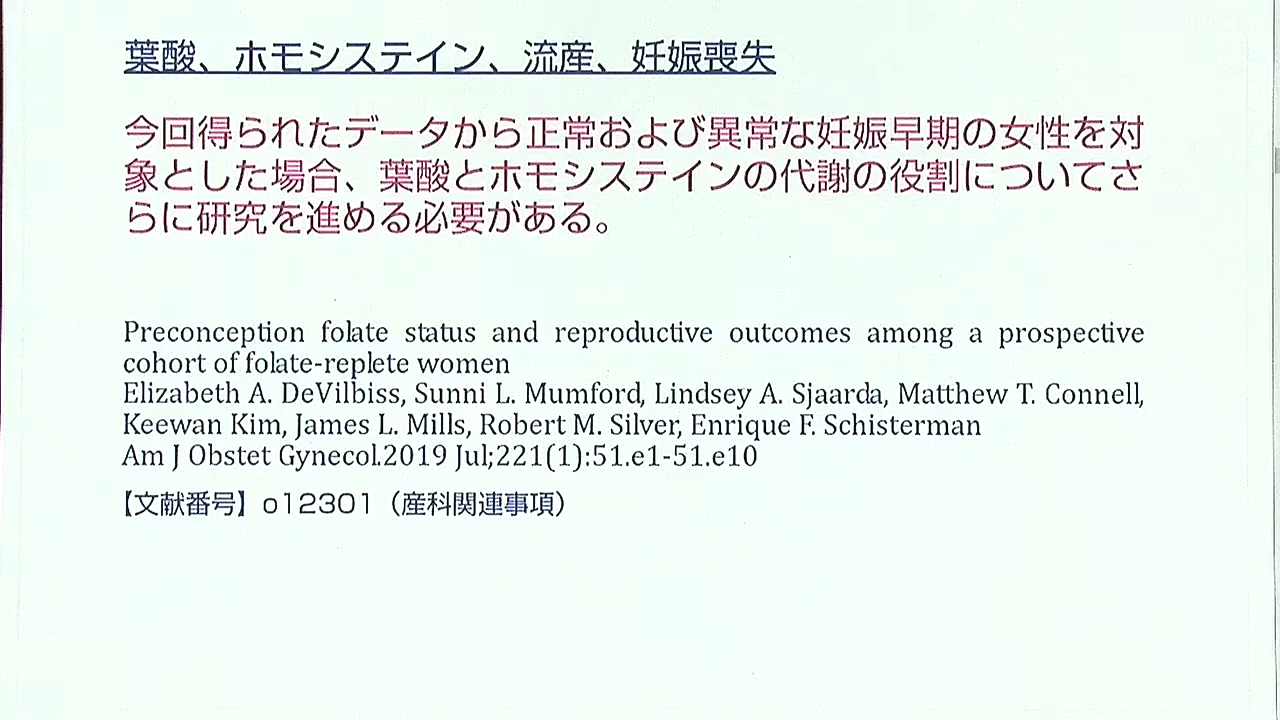 葉酸、ホモシステイン、流産、妊娠喪失
今回得られたデータから正常および異常な妊娠早期の女性を対
象とした場合、葉酸とホモシステインの代謝の役割についてさ
らに研究を進める必要がある。
Preconception folate status and reproductive outcomes among a prospective
cohort of folate-replete women
Elizabeth A. DeVilbiss, Sunni L. Mumford, Lindsey A. Sjaarda, Matthew T. Connell,
Keewan Kim, James L. Mills, Robert M. Silver, Enrique F. Schisterman
Am J Obstet Gynecol.2019 Jul;221(1):51.e1-51.e10
【文献番号】o12301（産科関連事項）